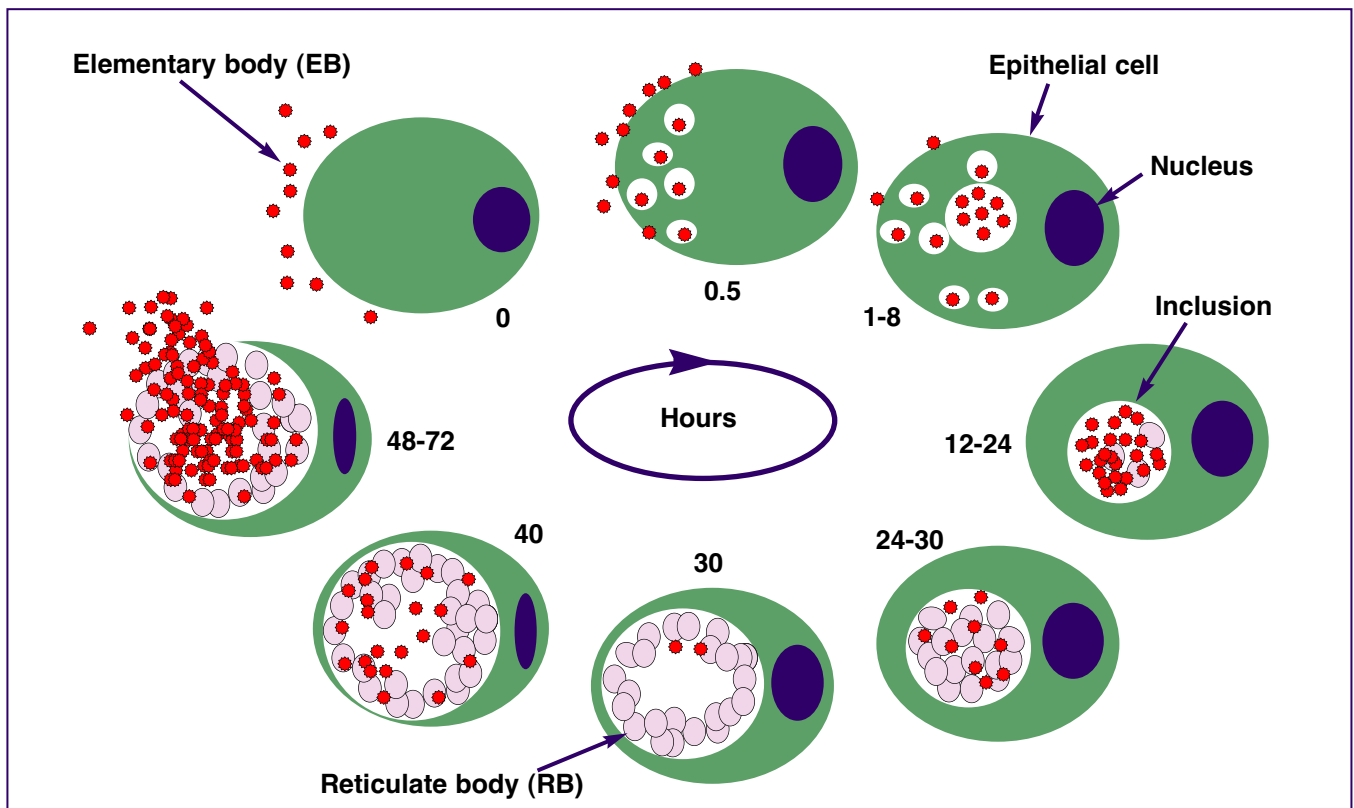 Elementary body (EB)
Epithelial cell
Nucleus
0
0.5
1-8
Inclusion
Hours
48-72
12-24
40
30
24-30
Reticulate body (RB)